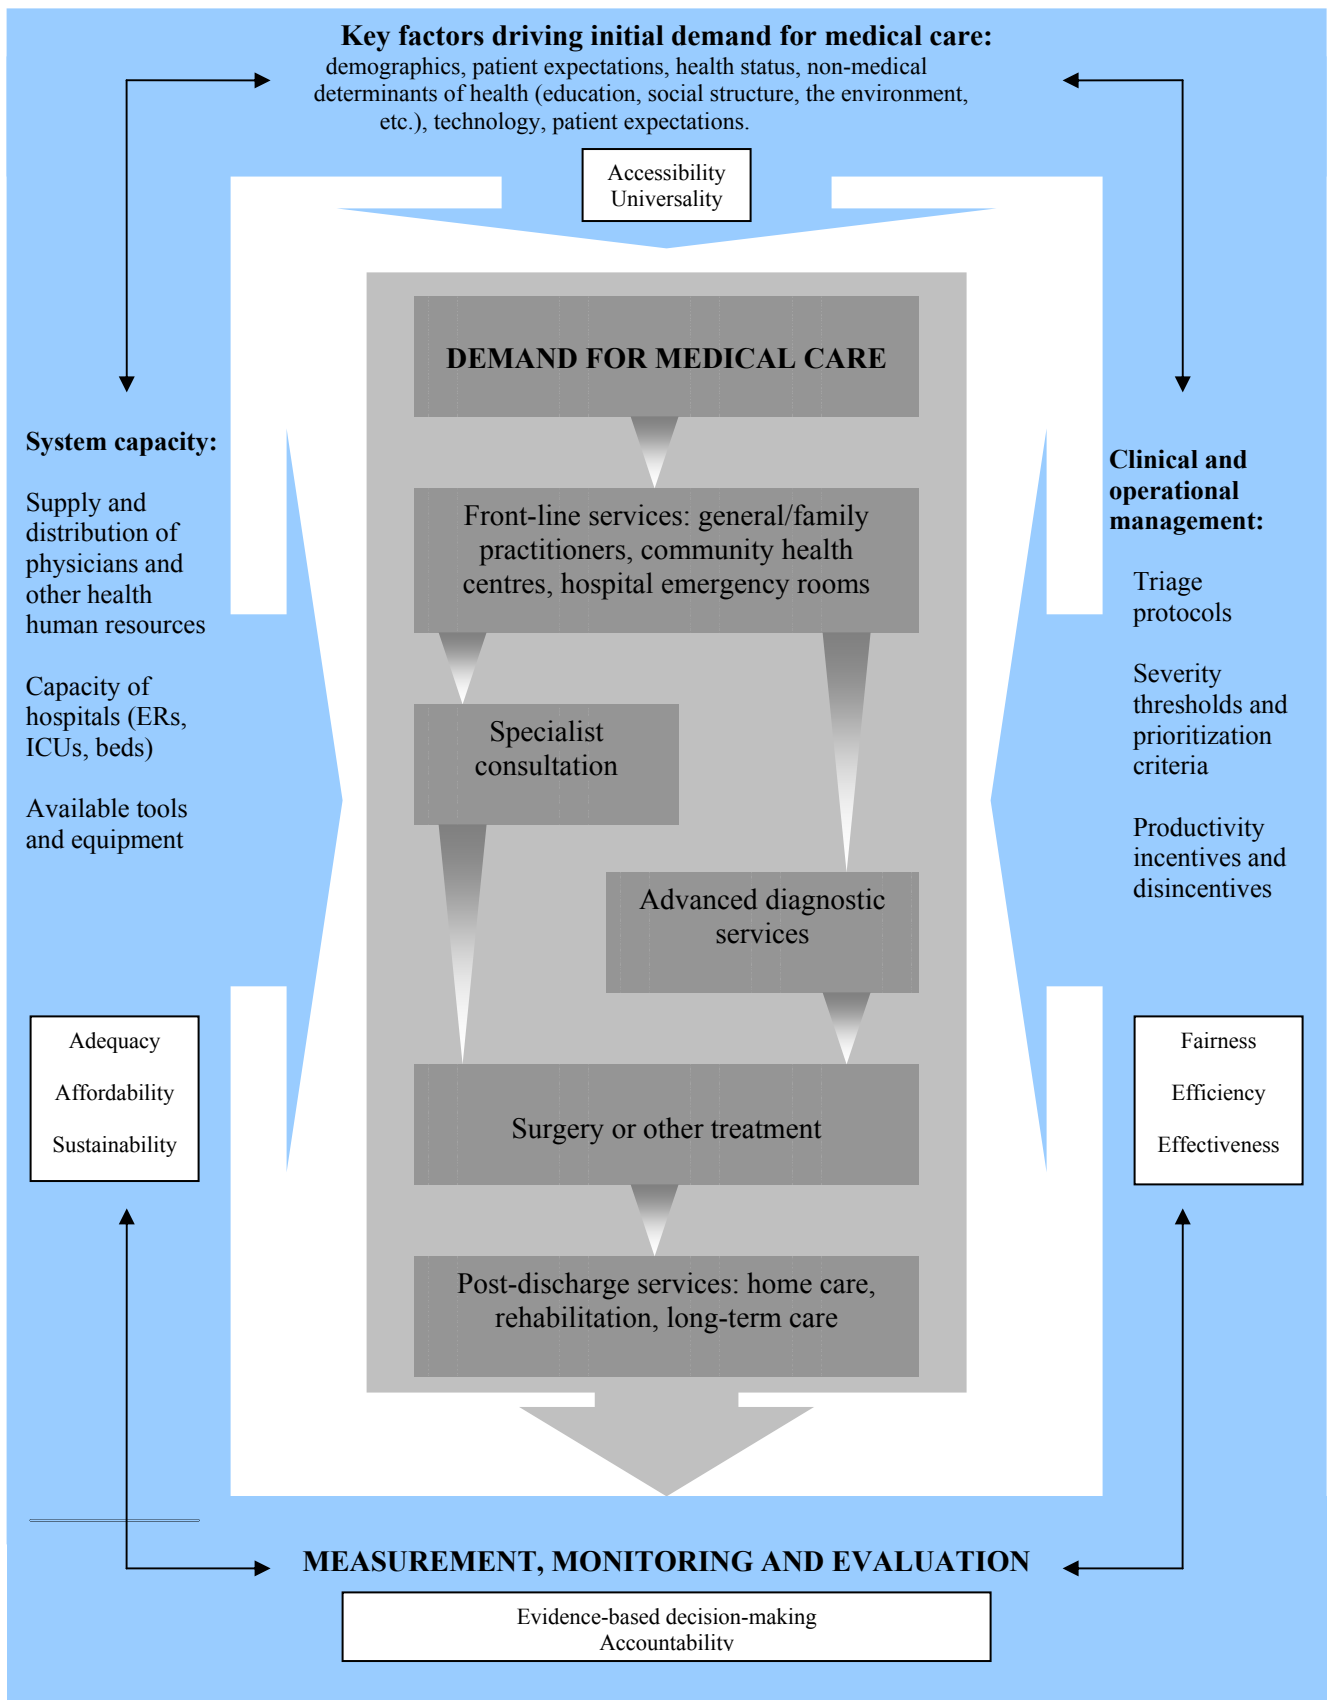 Key factors driving initial demand for medical care:
demographics, patient expectations, health status, non-medical
determinants of health (education, social structure, the environment,
etc.), technology, patient expectations.
Accessibility
Universality
DEMAND FOR MEDICAL CARE
System capacity:
Supply and
distribution of
physicians and
other health
human resources
Capacity of
hospitals (ERs,
ICUs, beds)
Available tools
and equipment
Adequacy
Affordability
Sustainability
Front-line services: general/family
practitioners, community health
centres, hospital emergency rooms
Specialist
consultation
Advanced diagnostic
services
Surgery or other treatment
Post-discharge services: home care,
rehabilitation, long-term care
Clinical and
operational
management:
Triage
protocols
Severity
thresholds and
prioritization
criteria
Productivity
incentives and
disincentives
Fairness
Efficiency
Effectiveness
MEASUREMENT, MONITORING AND EVALUATION
Evidence-based decision-making
Accountability